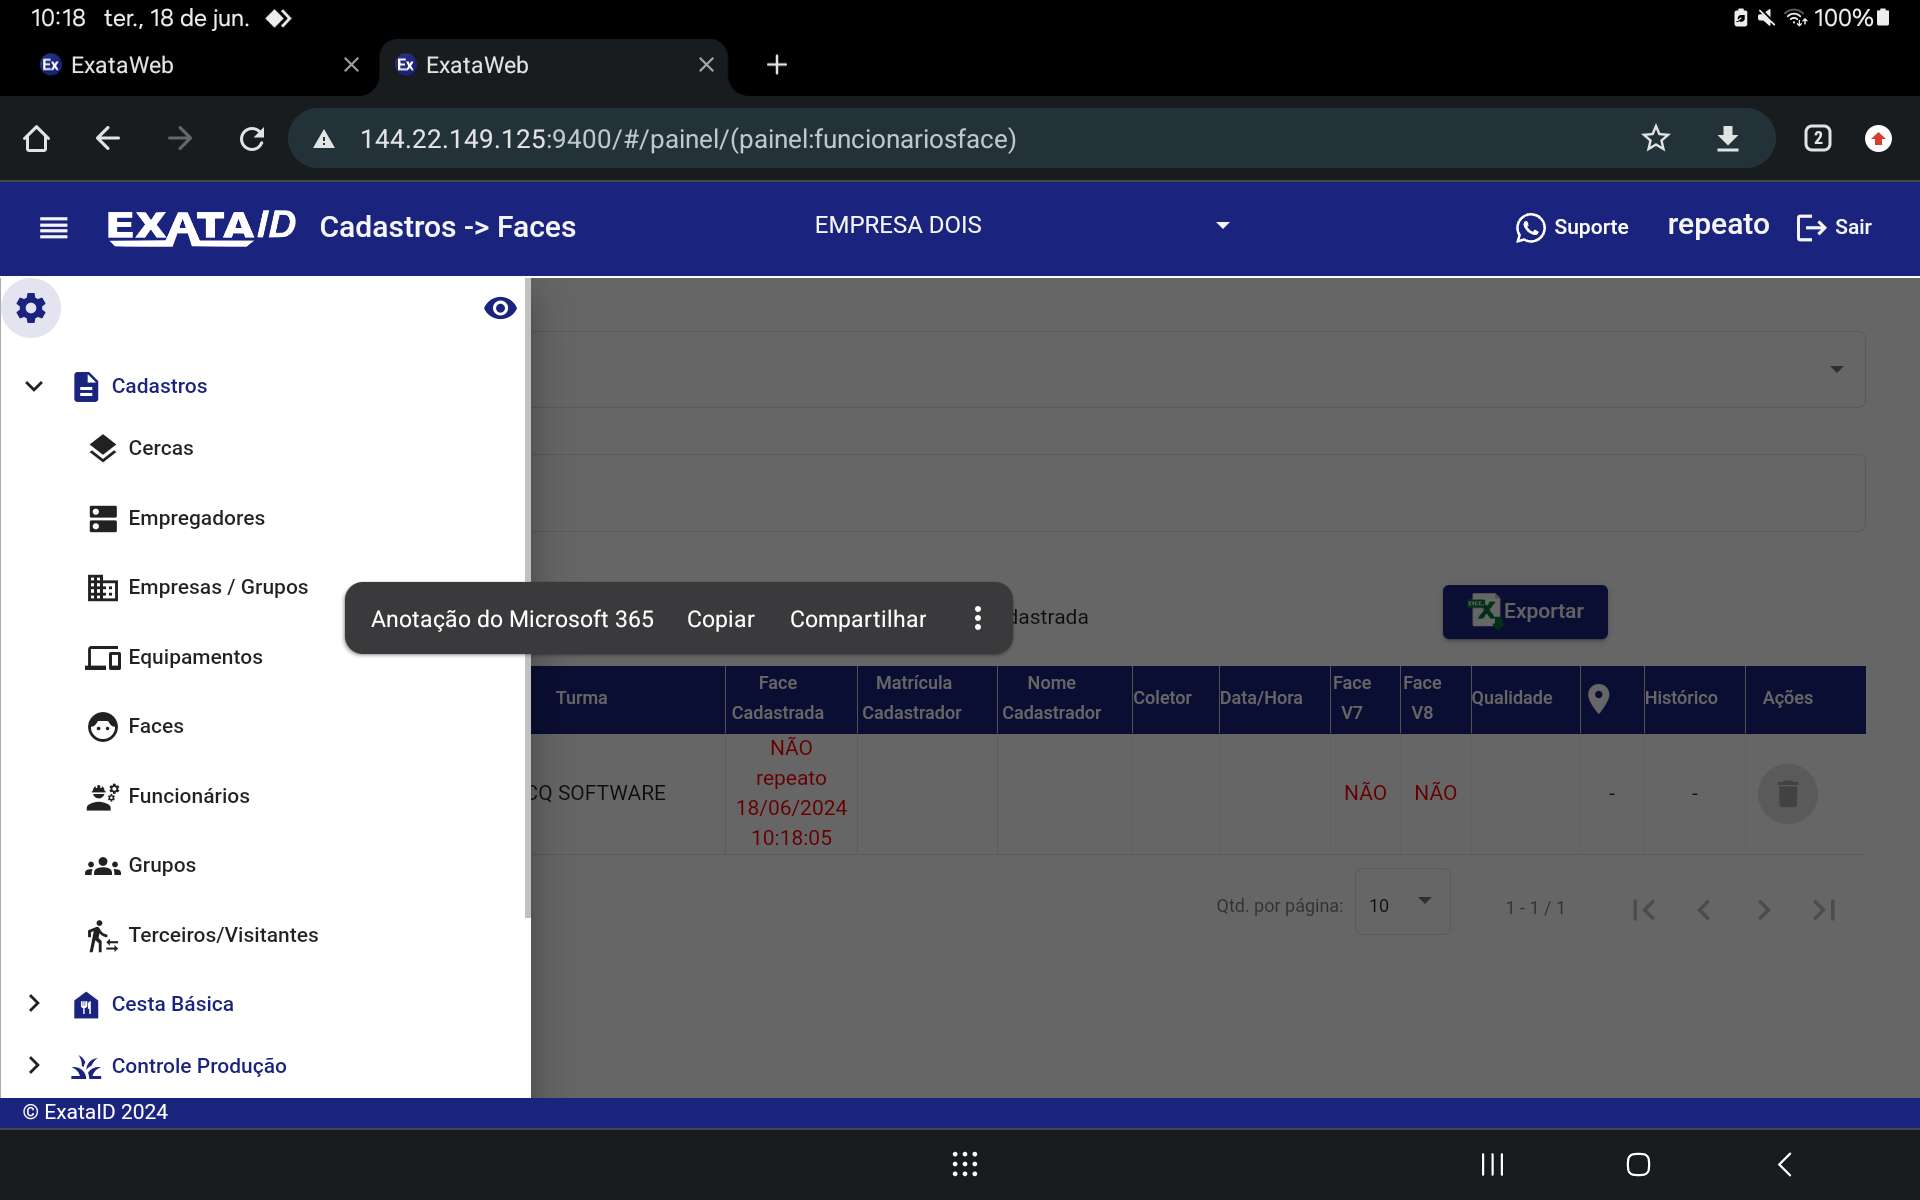 10:18 ter., 18 de jun. 100%
Ex ExataWeb
Ex ExataWeb
144.22.149.125:9400/#/painel/(painel:funcionariosface)
2
EXATA ID Cadastros -> Faces EMPRESA DOIS Suporte repeato Sair
Cadastros
Cercas
Empregadores
Empresas / Grupos
Equipamentos
Faces
Funcionários
Grupos
Terceiros/Visitantes
Cesta Básica
Controle Produção
Anotação do Microsoft 365 Copiar Compartilhar
dastrada
Exportar
Turma Face Cadastrada Matrícula Cadastrador Nome Cadastrador Coletor Data/Hora Face V7 Face V8 Qualidade Histórico Ações
CQ SOFTWARE
NÃO
repeato
18/06/2024
10:18:05
NÃO NÃO - -
Qtd. por página: 10 1 - 1 / 1
© ExataID 2024